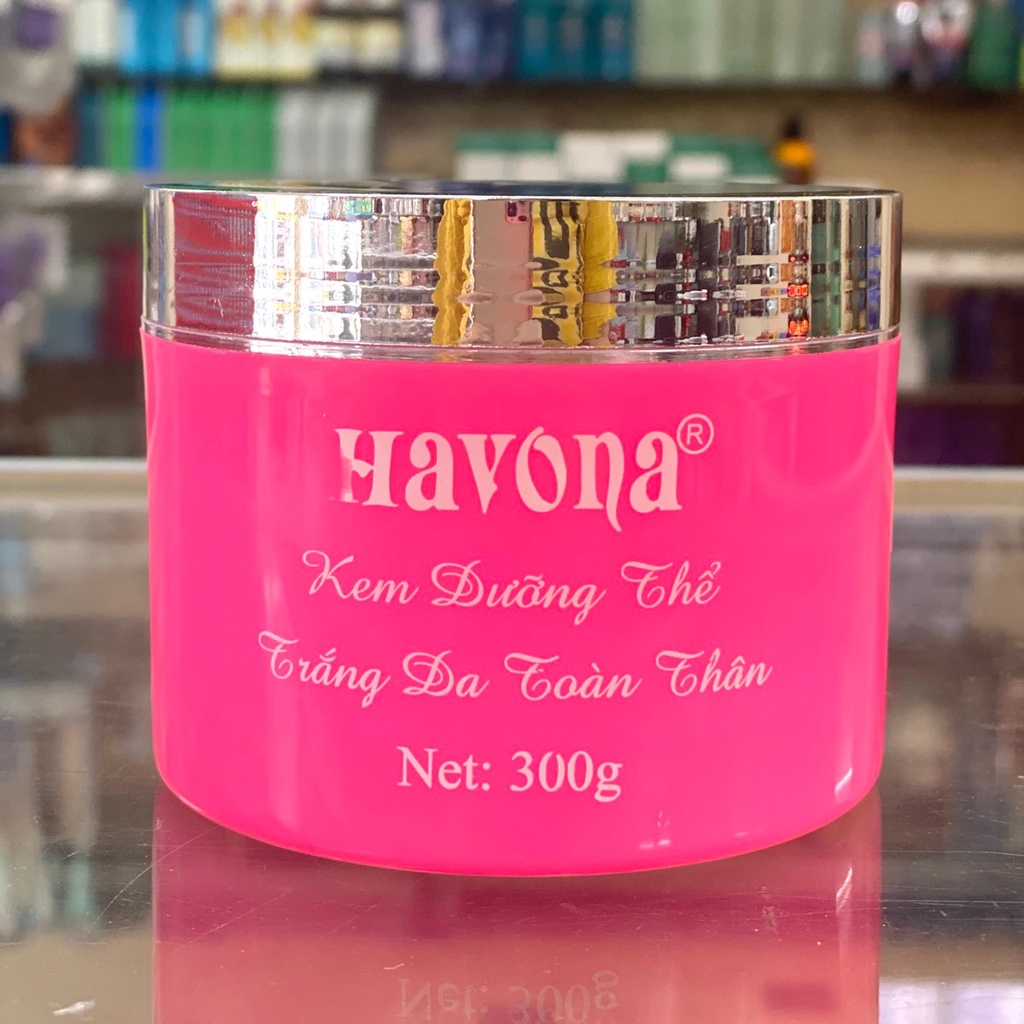 Havona®
Kem Dưỡng Thể
Trắng Da Toàn Thân
Net: 300g